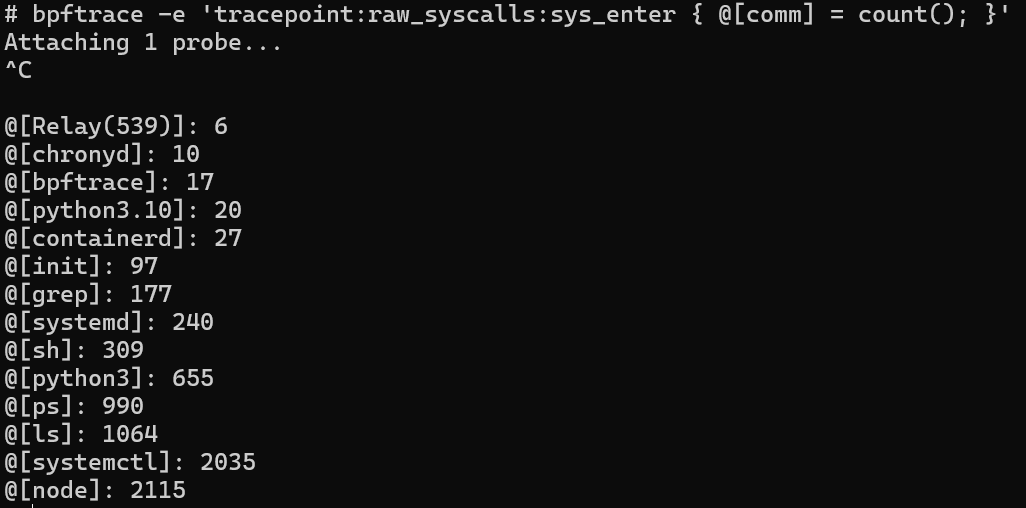 # bpftrace -e 'tracepoint:raw_syscalls:sys_enter { @[comm] = count(); }'
Attaching 1 probe...
^C
@[Relay(539)]: 6
@[chronyd]: 10
@[bpftrace]: 17
@[python3.10]: 20
@[containerd]: 27
@[init]: 97
@[grep]: 177
@[systemd]: 240
@[sh]: 309
@[python3]: 655
@[ps]: 990
@[ls]: 1064
@[systemctl]: 2035
@[node]: 2115